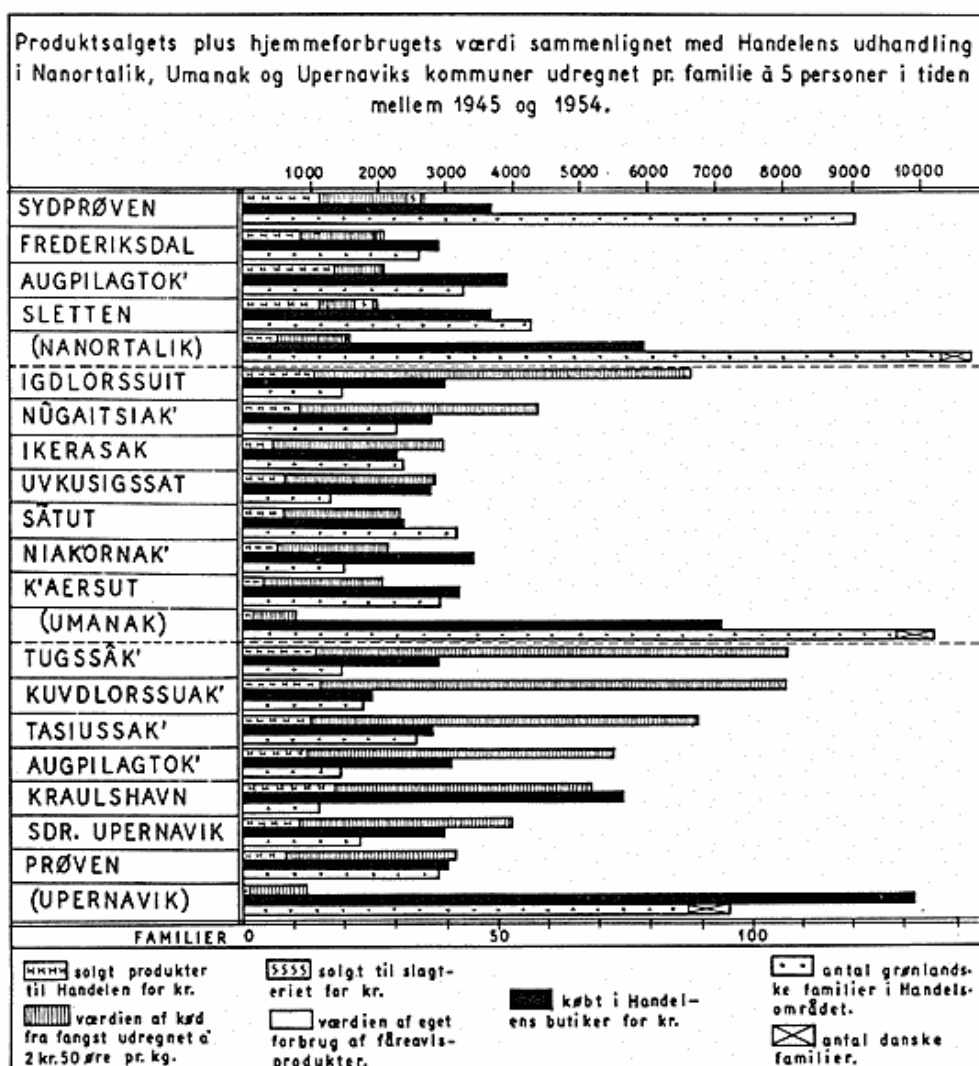 Produktsalgets plus hjemmeforbrugets værdi sammenlignet med Handelens udhandling
i Nanortalik, Umanak og Upernaviks kommuner udregnet pr. familie à 5 personer i tiden
mellem 1945 og 1954.
1000 2000 3000 4000 5000 6000 7000 8000 9000 10000
SYDPRØVEN
FREDERIKSDAL
AUGPILAGTOK'
SLETTEN
(NANORTALIK)
IGDLORSSUIT
NÛGAITSIAK'
IKERASAK
UVKUSIGSSAT
SÃTUT
NIAKORNAK'
K'AERSUT
(UMANAK)
TUGSSÂK'
KUVDLORSSUAK'
TASIUSSAK'
AUGPILAGTOK'
KRAULSHAVN
SDR. UPERNAVIK
PRØVEN
(UPERNAVIK)
FAMILIER 0 50 100
solgt produkter
til Handelen for kr.
værdien af kød
fra fangst udregnet a'
2 kr. 50 øre pr. kg.
solgt til slagt-
eriet for kr.
værdien af eget
forbrug af fåreavls-
produkter.
købt i Handel-
ens butiker for kr.
antal grønlands-
ke familier i Handels-
området.
antal danske
familier.